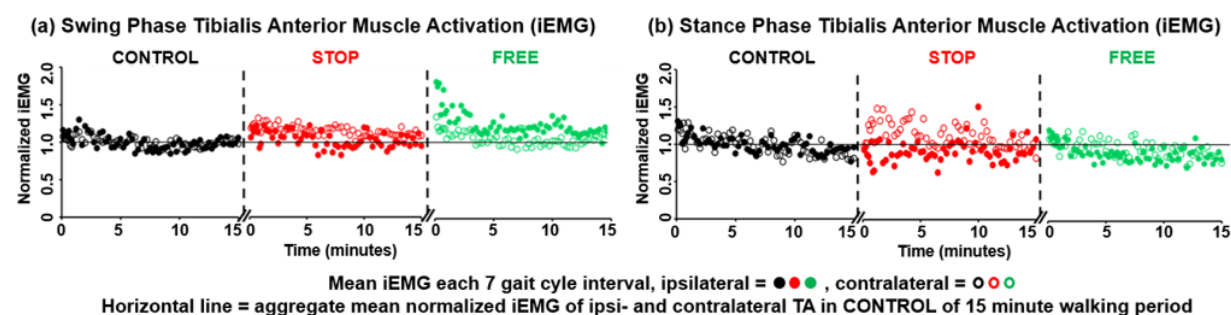 (a) Swing Phase Tibialis Anterior Muscle Activation (iEMG)
CONTROL STOP FREE
Normalized iEMG
2.0
1.5
1.0
0.5
0
0 5 10 15 0 5 10 15 0 5 10 15
Time (minutes)
(b) Stance Phase Tibialis Anterior Muscle Activation (iEMG)
CONTROL STOP FREE
Normalized iEMG
2.0
1.5
1
0.5
0
0 5 10 15 0 5 10 15 0 5 10 15
Time (minutes)
Mean iEMG each 7 gait cyle interval, ipsilateral = , contralateral =
Horizontal line = aggregate mean normalized iEMG of ipsi- and contralateral TA in CONTROL of 15 minute walking period